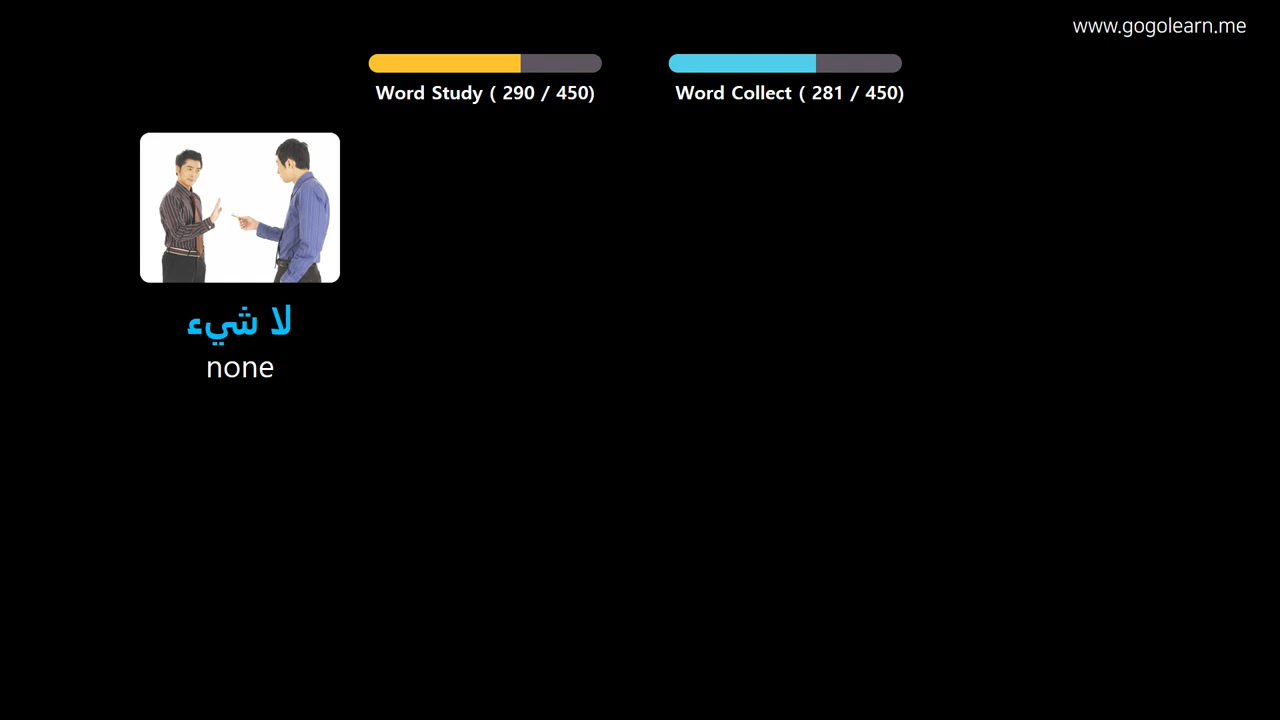 www.gogolearn.me
Word Study ( 290 / 450)
Word Collect ( 281 / 450)
لا شيء
none